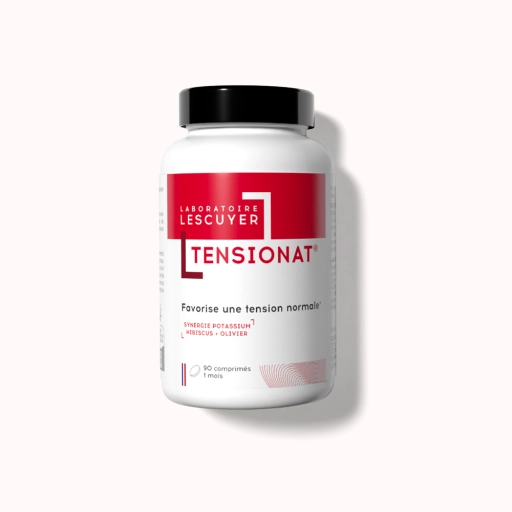 LABORATOIRE
LESCUYER
TENSIONAT®
Favorise une tension normale*
SYNERGIE POTASSIUM
HIBISCUS + OLIVIER
90 comprimés
1 mois